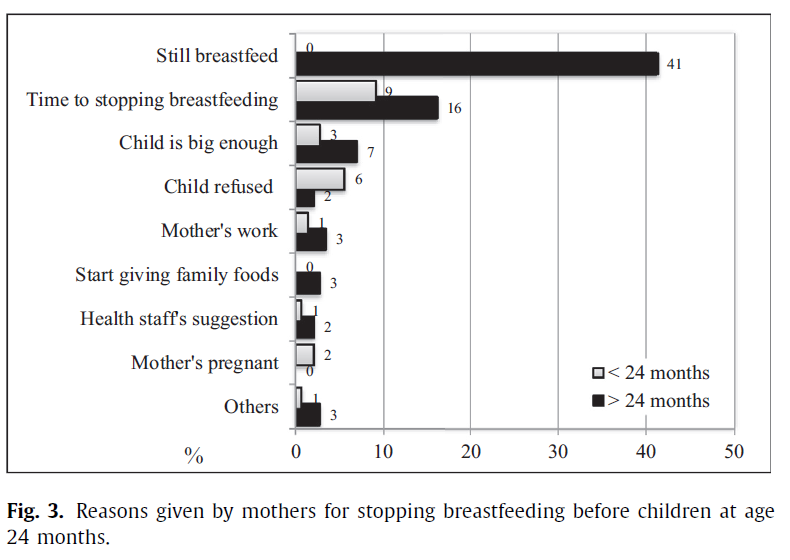 Still breastfeed 0 41
Time to stopping breastfeeding 9 16
Child is big enough 3 7
Child refused 6 2
Mother's work 1 3
Start giving family foods 0 3
Health staff's suggestion 1 2
Mother's pregnant 2 0
Others 1 3
< 24 months
> 24 months
% 0 10 20 30 40 50
Fig. 3. Reasons given by mothers for stopping breastfeeding before children at age
24 months.